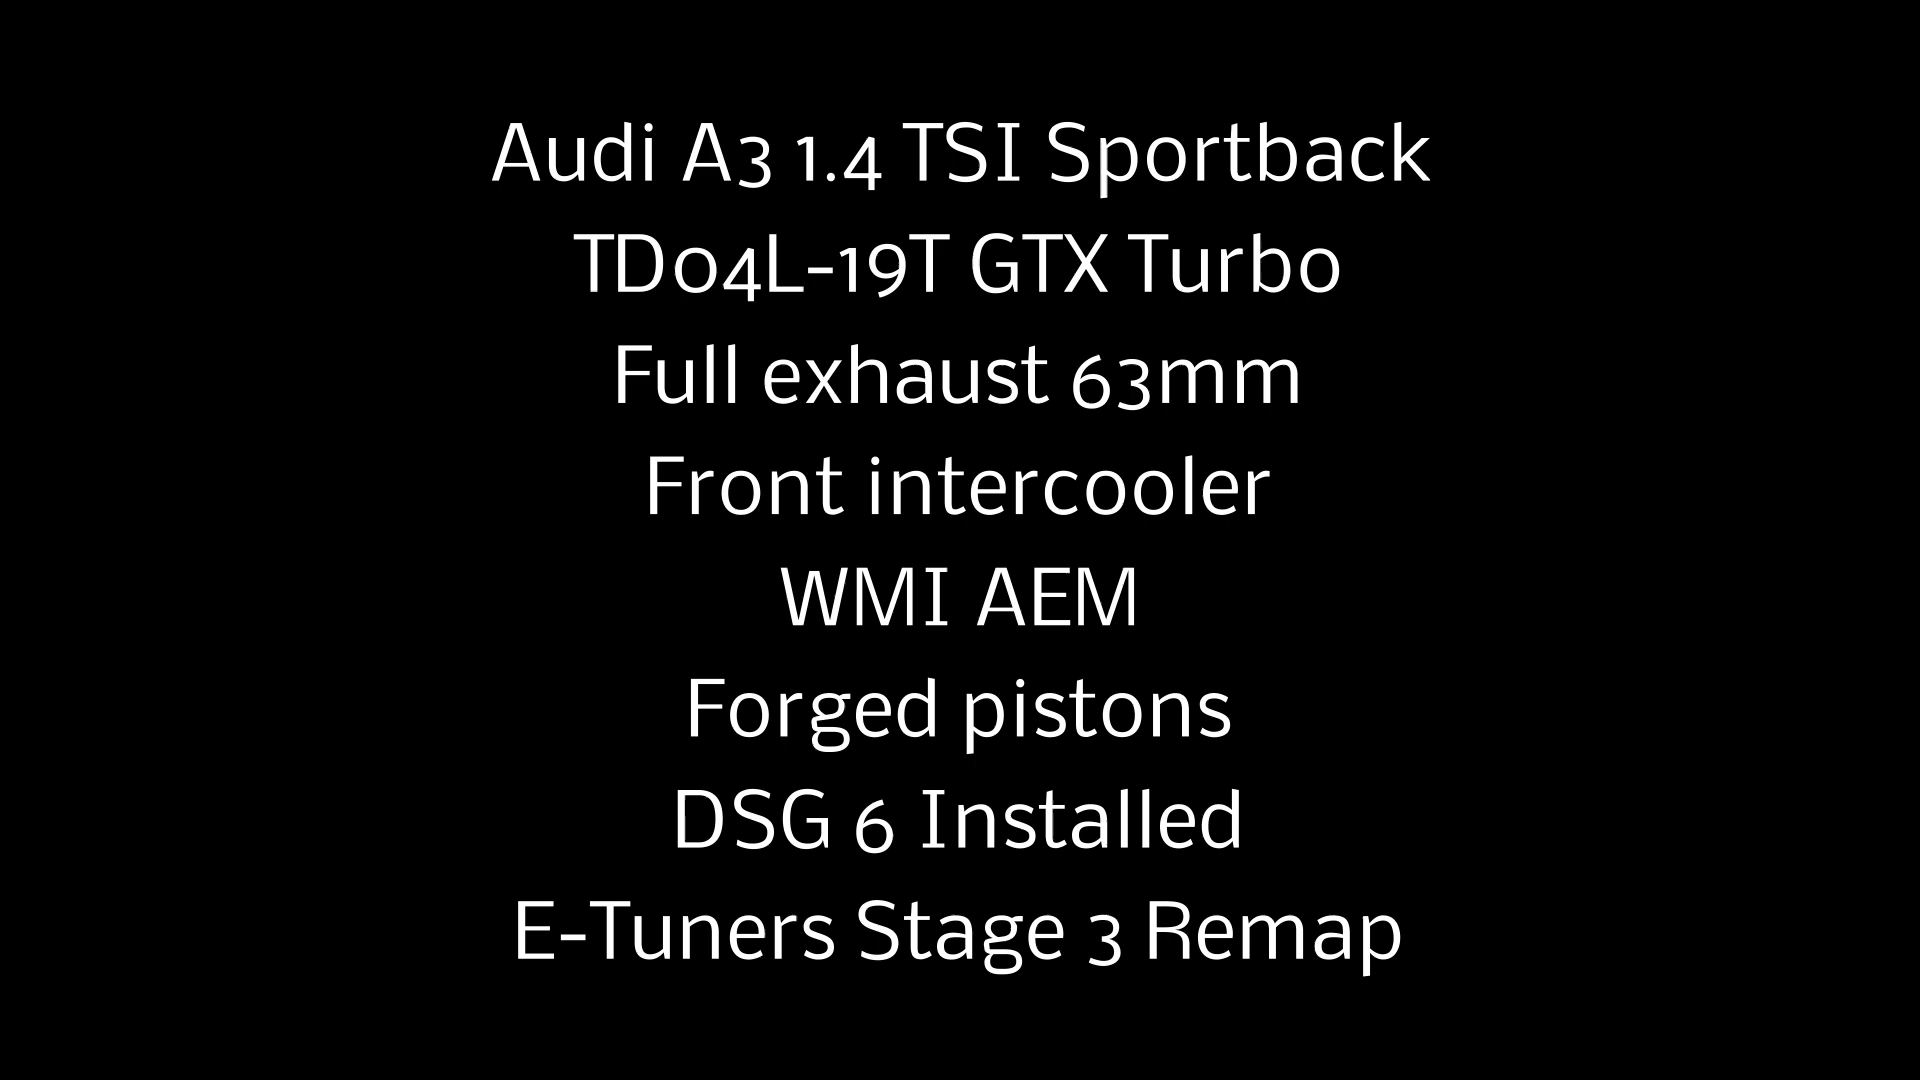 Audi A3 1.4 TSI Sportback
TD04L-19T GTX Turbo
Full exhaust 63mm
Front intercooler
WMI AEM
Forged pistons
DSG 6 Installed
E-Tuners Stage 3 Remap